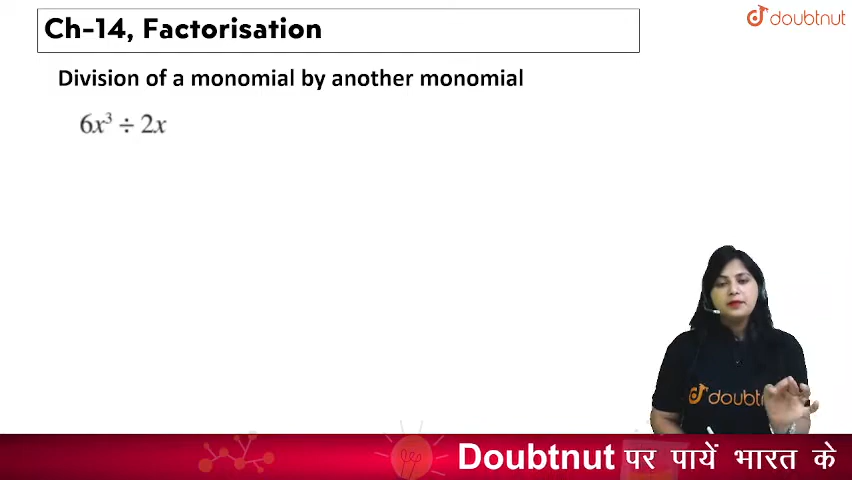 Ch-14, Factorisation
doubtnut
Division of a monomial by another monomial
6x³ ÷ 2x
doubtn
Doubtnut पर पायें भारत के